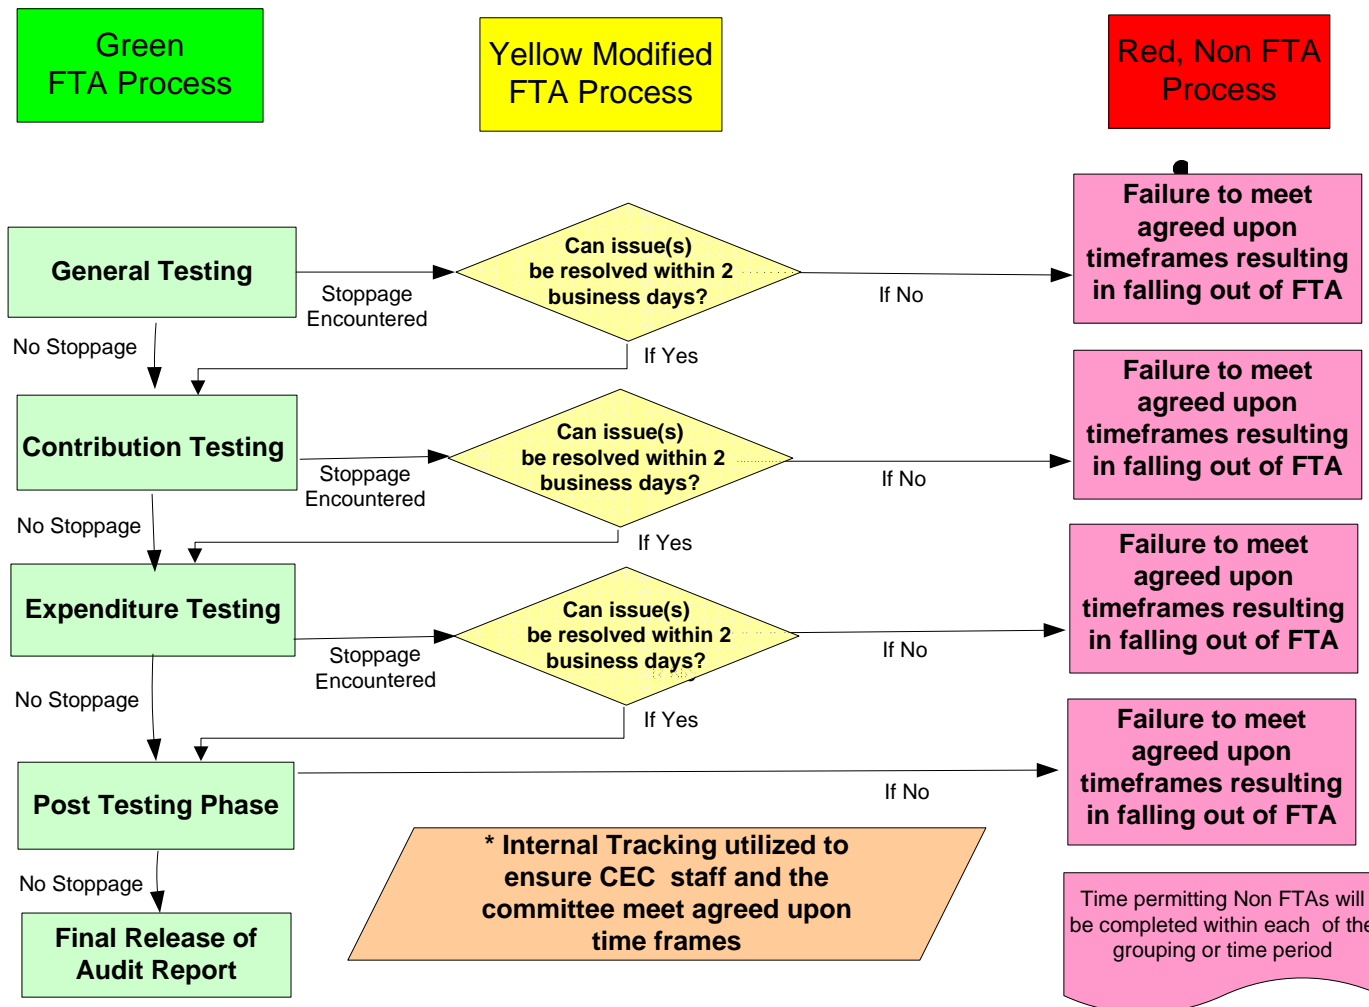 Green
FTA Process
Yellow Modified
FTA Process
Red, Non FTA
Process
General Testing
Stoppage
Encountered
Can issue(s)
be resolved within 2
business days?
If No
Failure to meet
agreed upon
timeframes resulting
in falling out of FTA
No Stoppage
If Yes
Contribution Testing
Stoppage
Encountered
Can issue(s)
be resolved within 2
business days?
If No
Failure to meet
agreed upon
timeframes resulting
in falling out of FTA
No Stoppage
If Yes
Expenditure Testing
Stoppage
Encountered
Can issue(s)
be resolved within 2
business days?
If No
Failure to meet
agreed upon
timeframes resulting
in falling out of FTA
No Stoppage
If Yes
Post Testing Phase
If No
Failure to meet
agreed upon
timeframes resulting
in falling out of FTA
No Stoppage
* Internal Tracking utilized to
ensure CEC staff and the
committee meet agreed upon
time frames
Final Release of
Audit Report
Time permitting Non FTAs will
be completed within each of the
grouping or time period